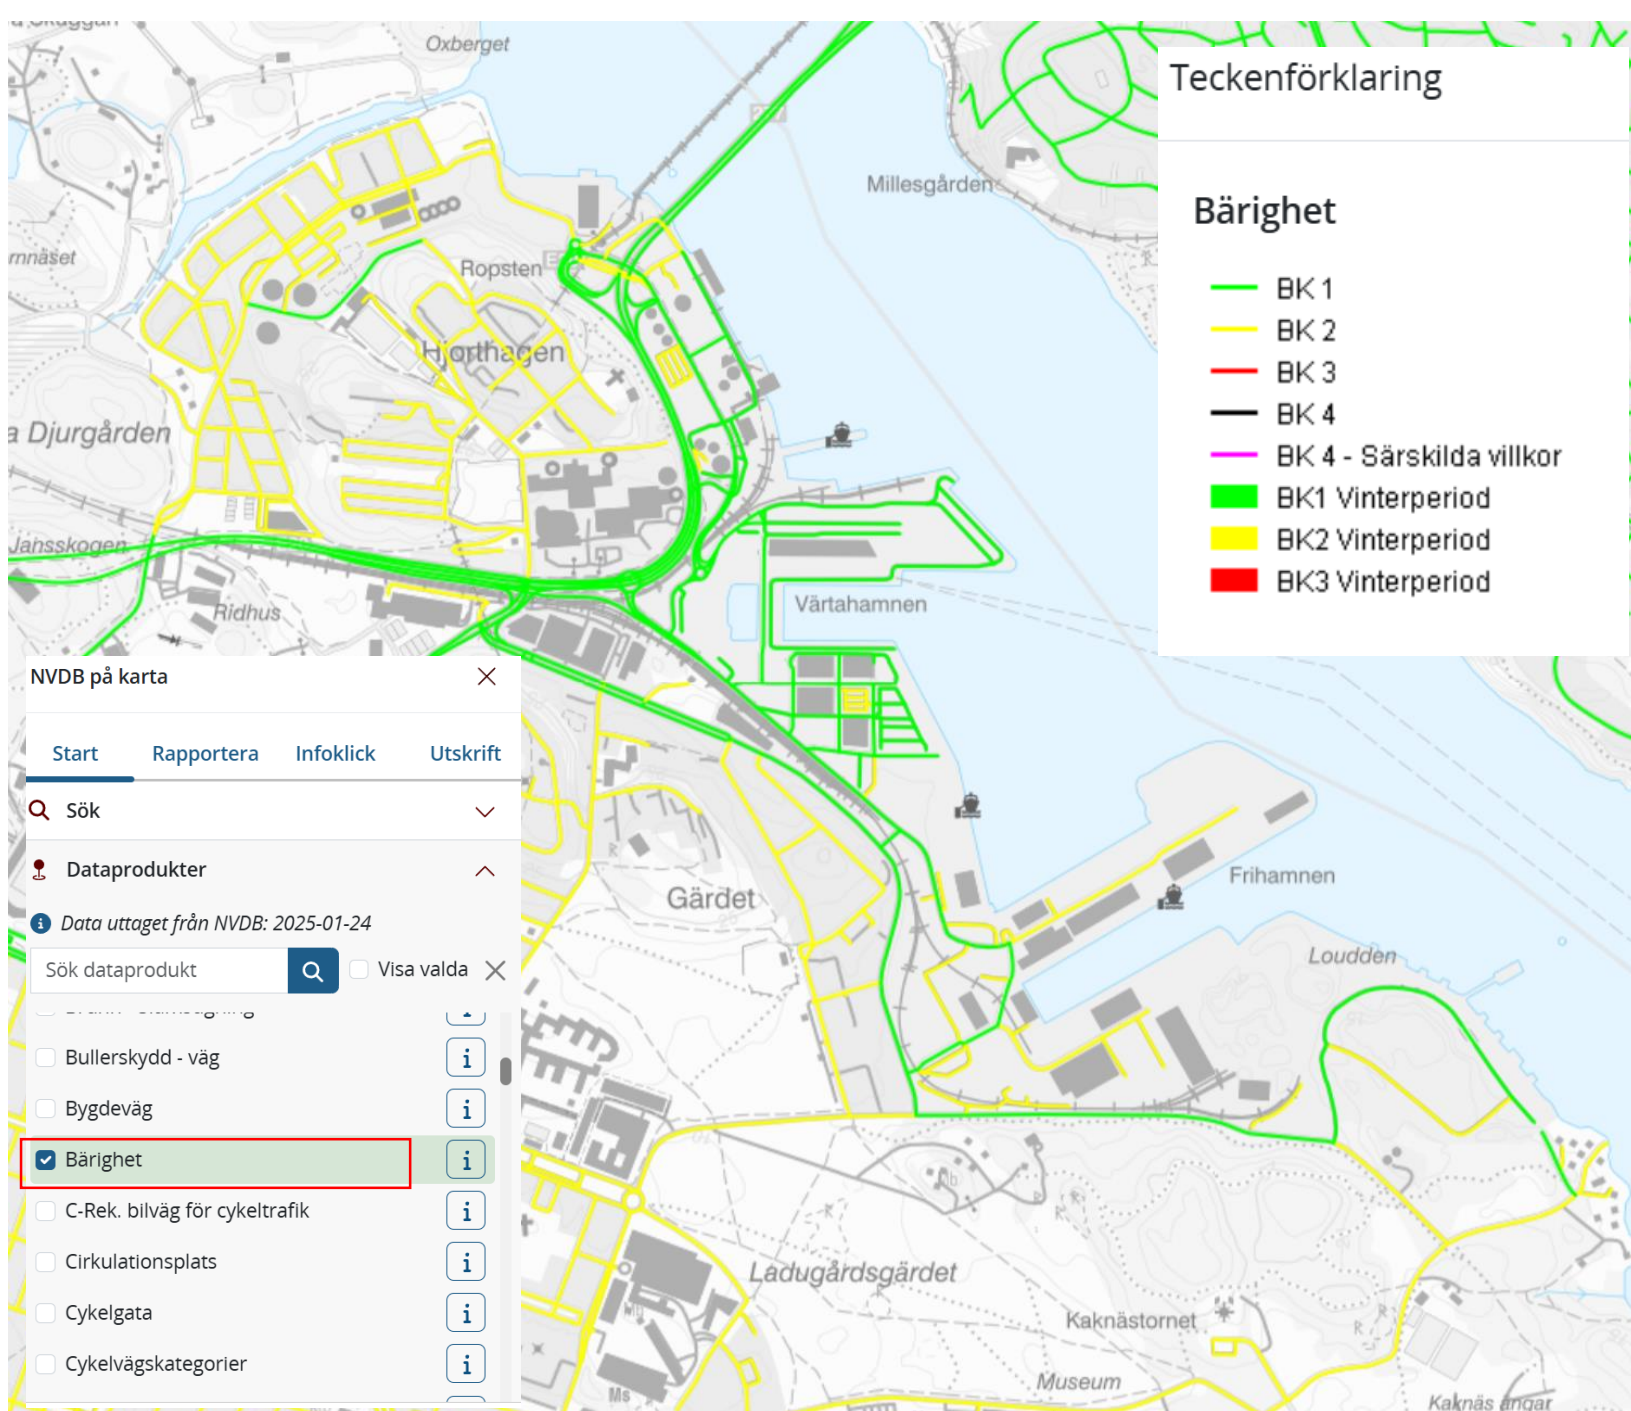 Oxberget
Teckenförklaring
Millesgården
Bärighet
Ropsten
BK 1
BK 2
Hjorthagen
BK 3
BK 4
a Djurgården
BK 4 - Särskilda villkor
BK1 Vinterperiod
Jansskogen
BK2 Vinterperiod
BK3 Vinterperiod
Ridhus
Värtahamnen
NVDB på karta
Start Rapportera Infoklick Utskrift
Sök
Dataprodukter
Gärdet
Frihamnen
Data uttaget från NVDB: 2025-01-24
Loudden
Sök dataprodukt
Visa valda
Bullerskydd - väg
Bygdeväg
Bärighet
C-Rek. bilväg för cykeltrafik
Cirkulationsplats
Ladugårdsgärdet
Cykelgata
Kaknästornet
Cykelvägskategorier
Museum
Ms
Kaknäs ängar